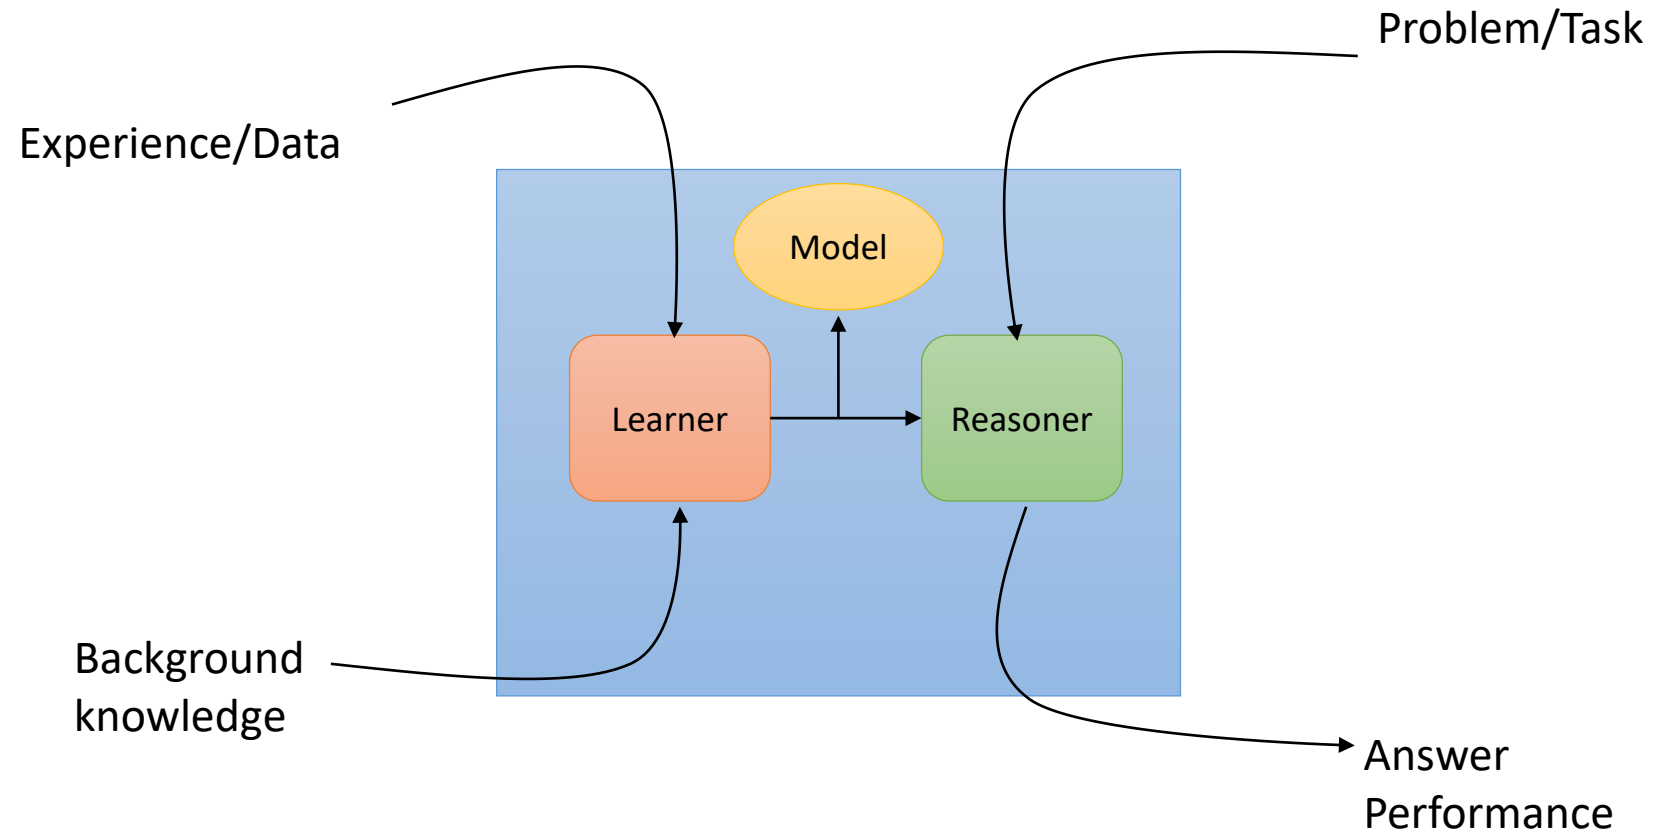 Problem/Task
Experience/Data
Model
Learner
Reasoner
Background
knowledge
Answer
Performance